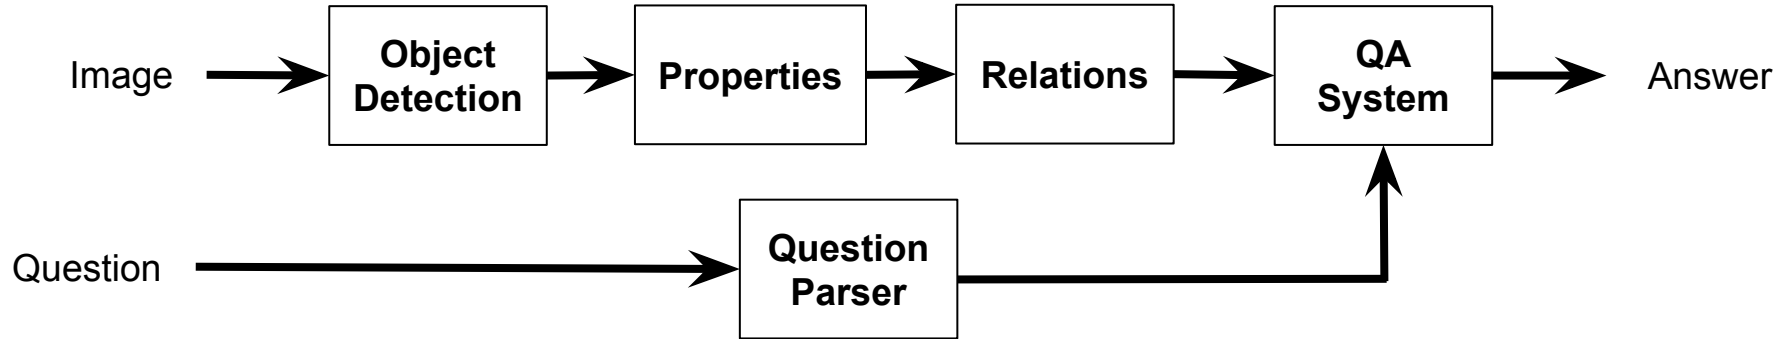 Image
Object
Detection
Properties
Relations
QA
System
Answer
Question
Question
Parser